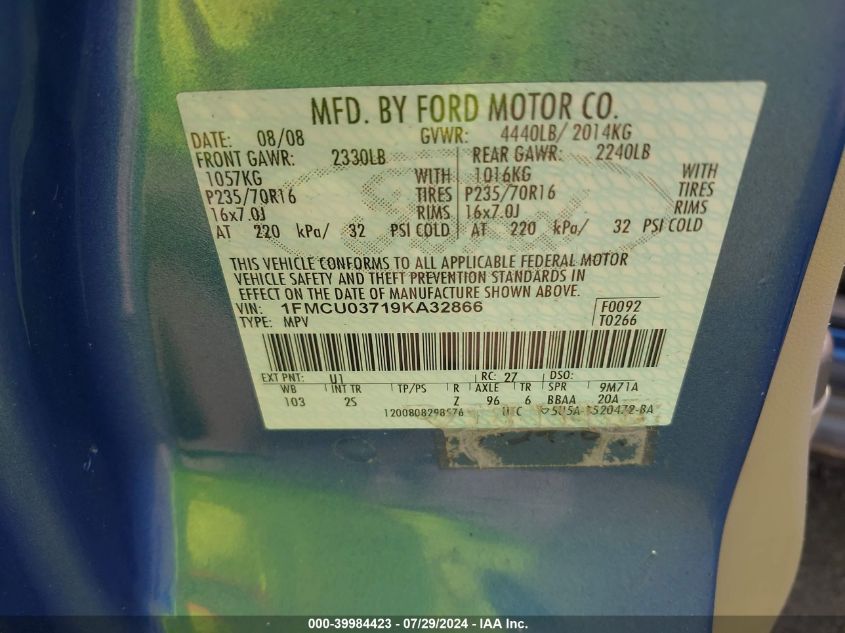 MFD. BY FORD MOTOR CO.
DATE: 08/08 GVWR: 4440LB/ 2014KG
FRONT GAWR: 2330LB REAR GAWR: 2240LB
1057KG WITH 1016KG WITH
P235/70R16 TIRES P235/70R16 TIRES
16x7.0J RIMS 16x7.0J RIMS
AT 220 kPa/ 32 PSI COLD AT 220 kPa/ 32 PSI COLD
THIS VEHICLE CONFORMS TO ALL APPLICABLE FEDERAL MOTOR
VEHICLE SAFETY AND THEFT PREVENTION STANDARDS IN
EFFECT ON THE DATE OF MANUFACTURE SHOWN ABOVE.
VIN: 1FMCU03719KA32866 F0092
TYPE: MPV T0266
EXT PNT: U1 RC: 27 DSO:
WB INT TR TP/PS R AXLE TR SPR 9M71A
103 2S Z 96 6 BBAA 20A
000-39984423 - 07/29/2024 - IAA Inc.